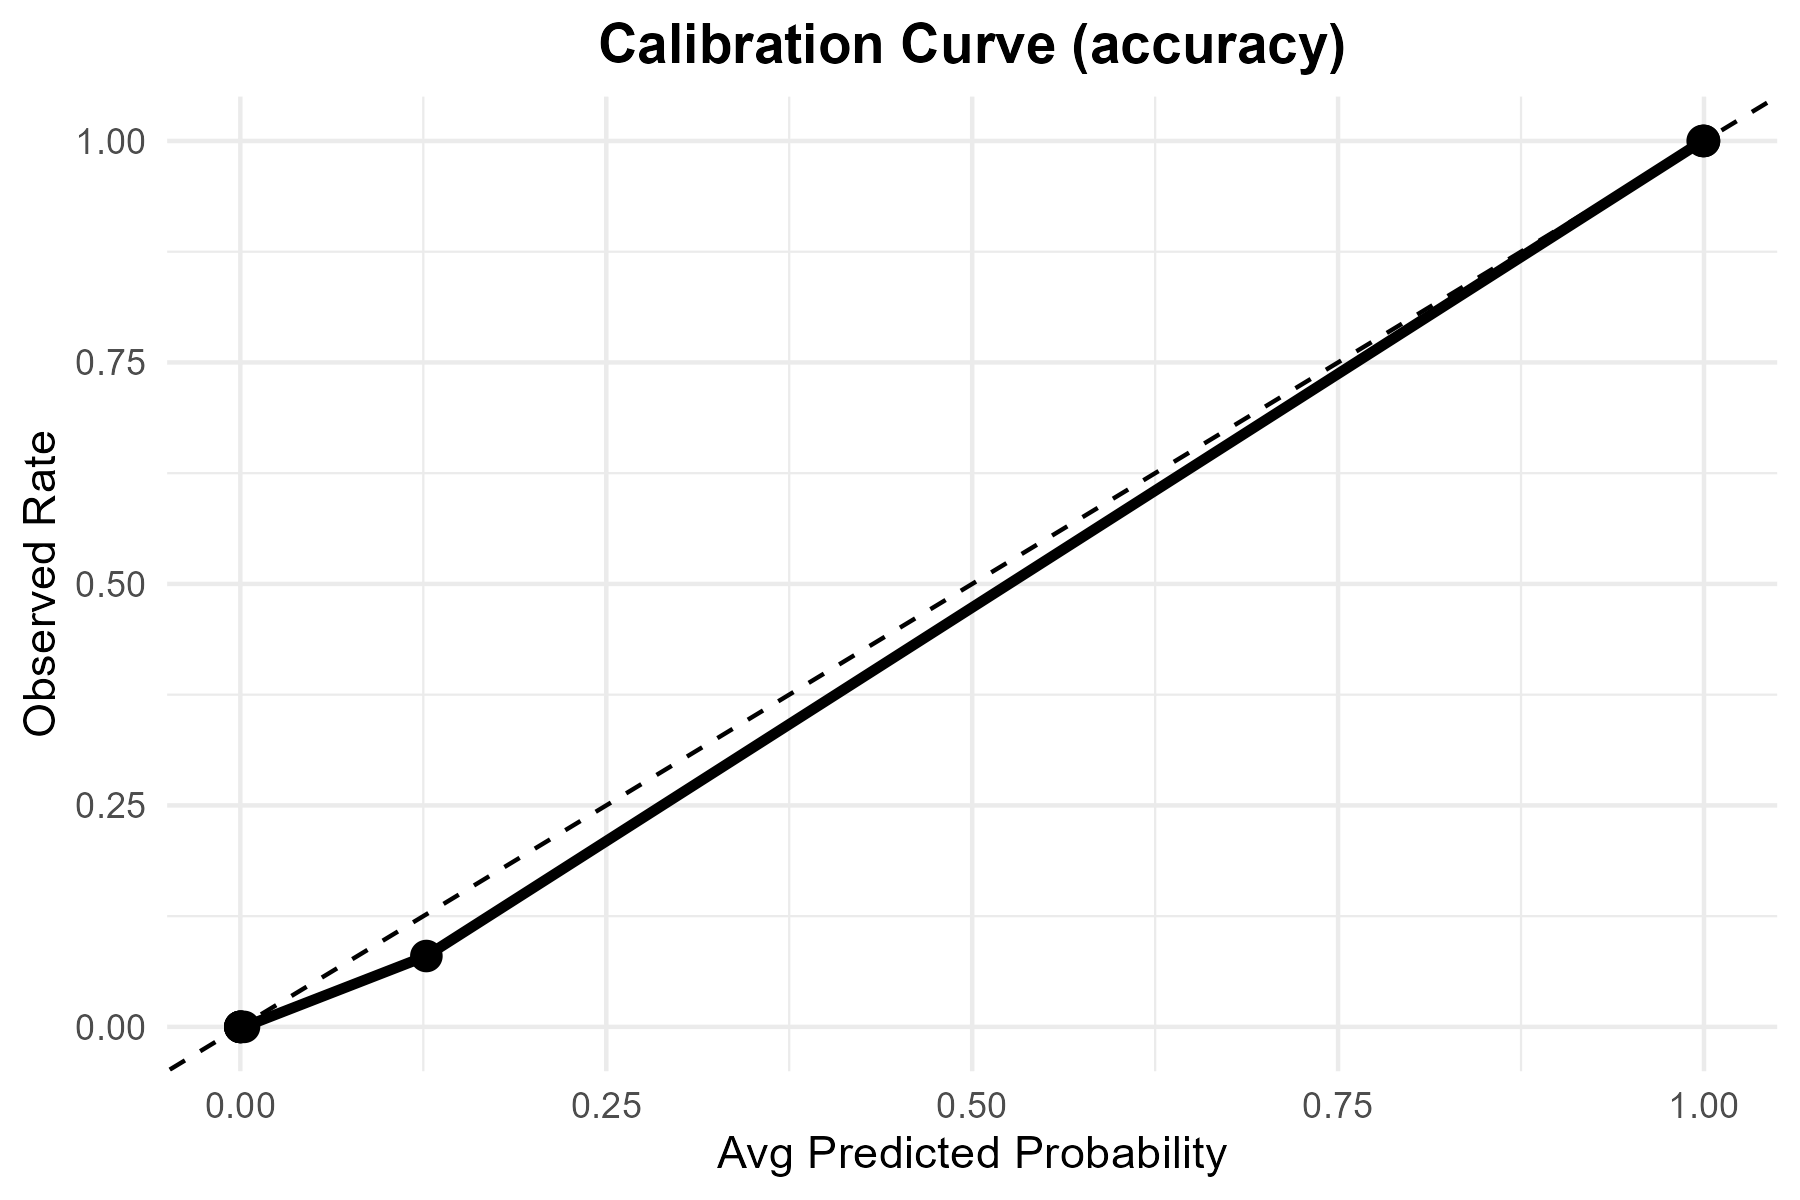 Calibration Curve (accuracy)
Observed Rate
1.00
0.75
0.50
0.25
0.00
0.00 0.25 0.50 0.75 1.00
Avg Predicted Probability